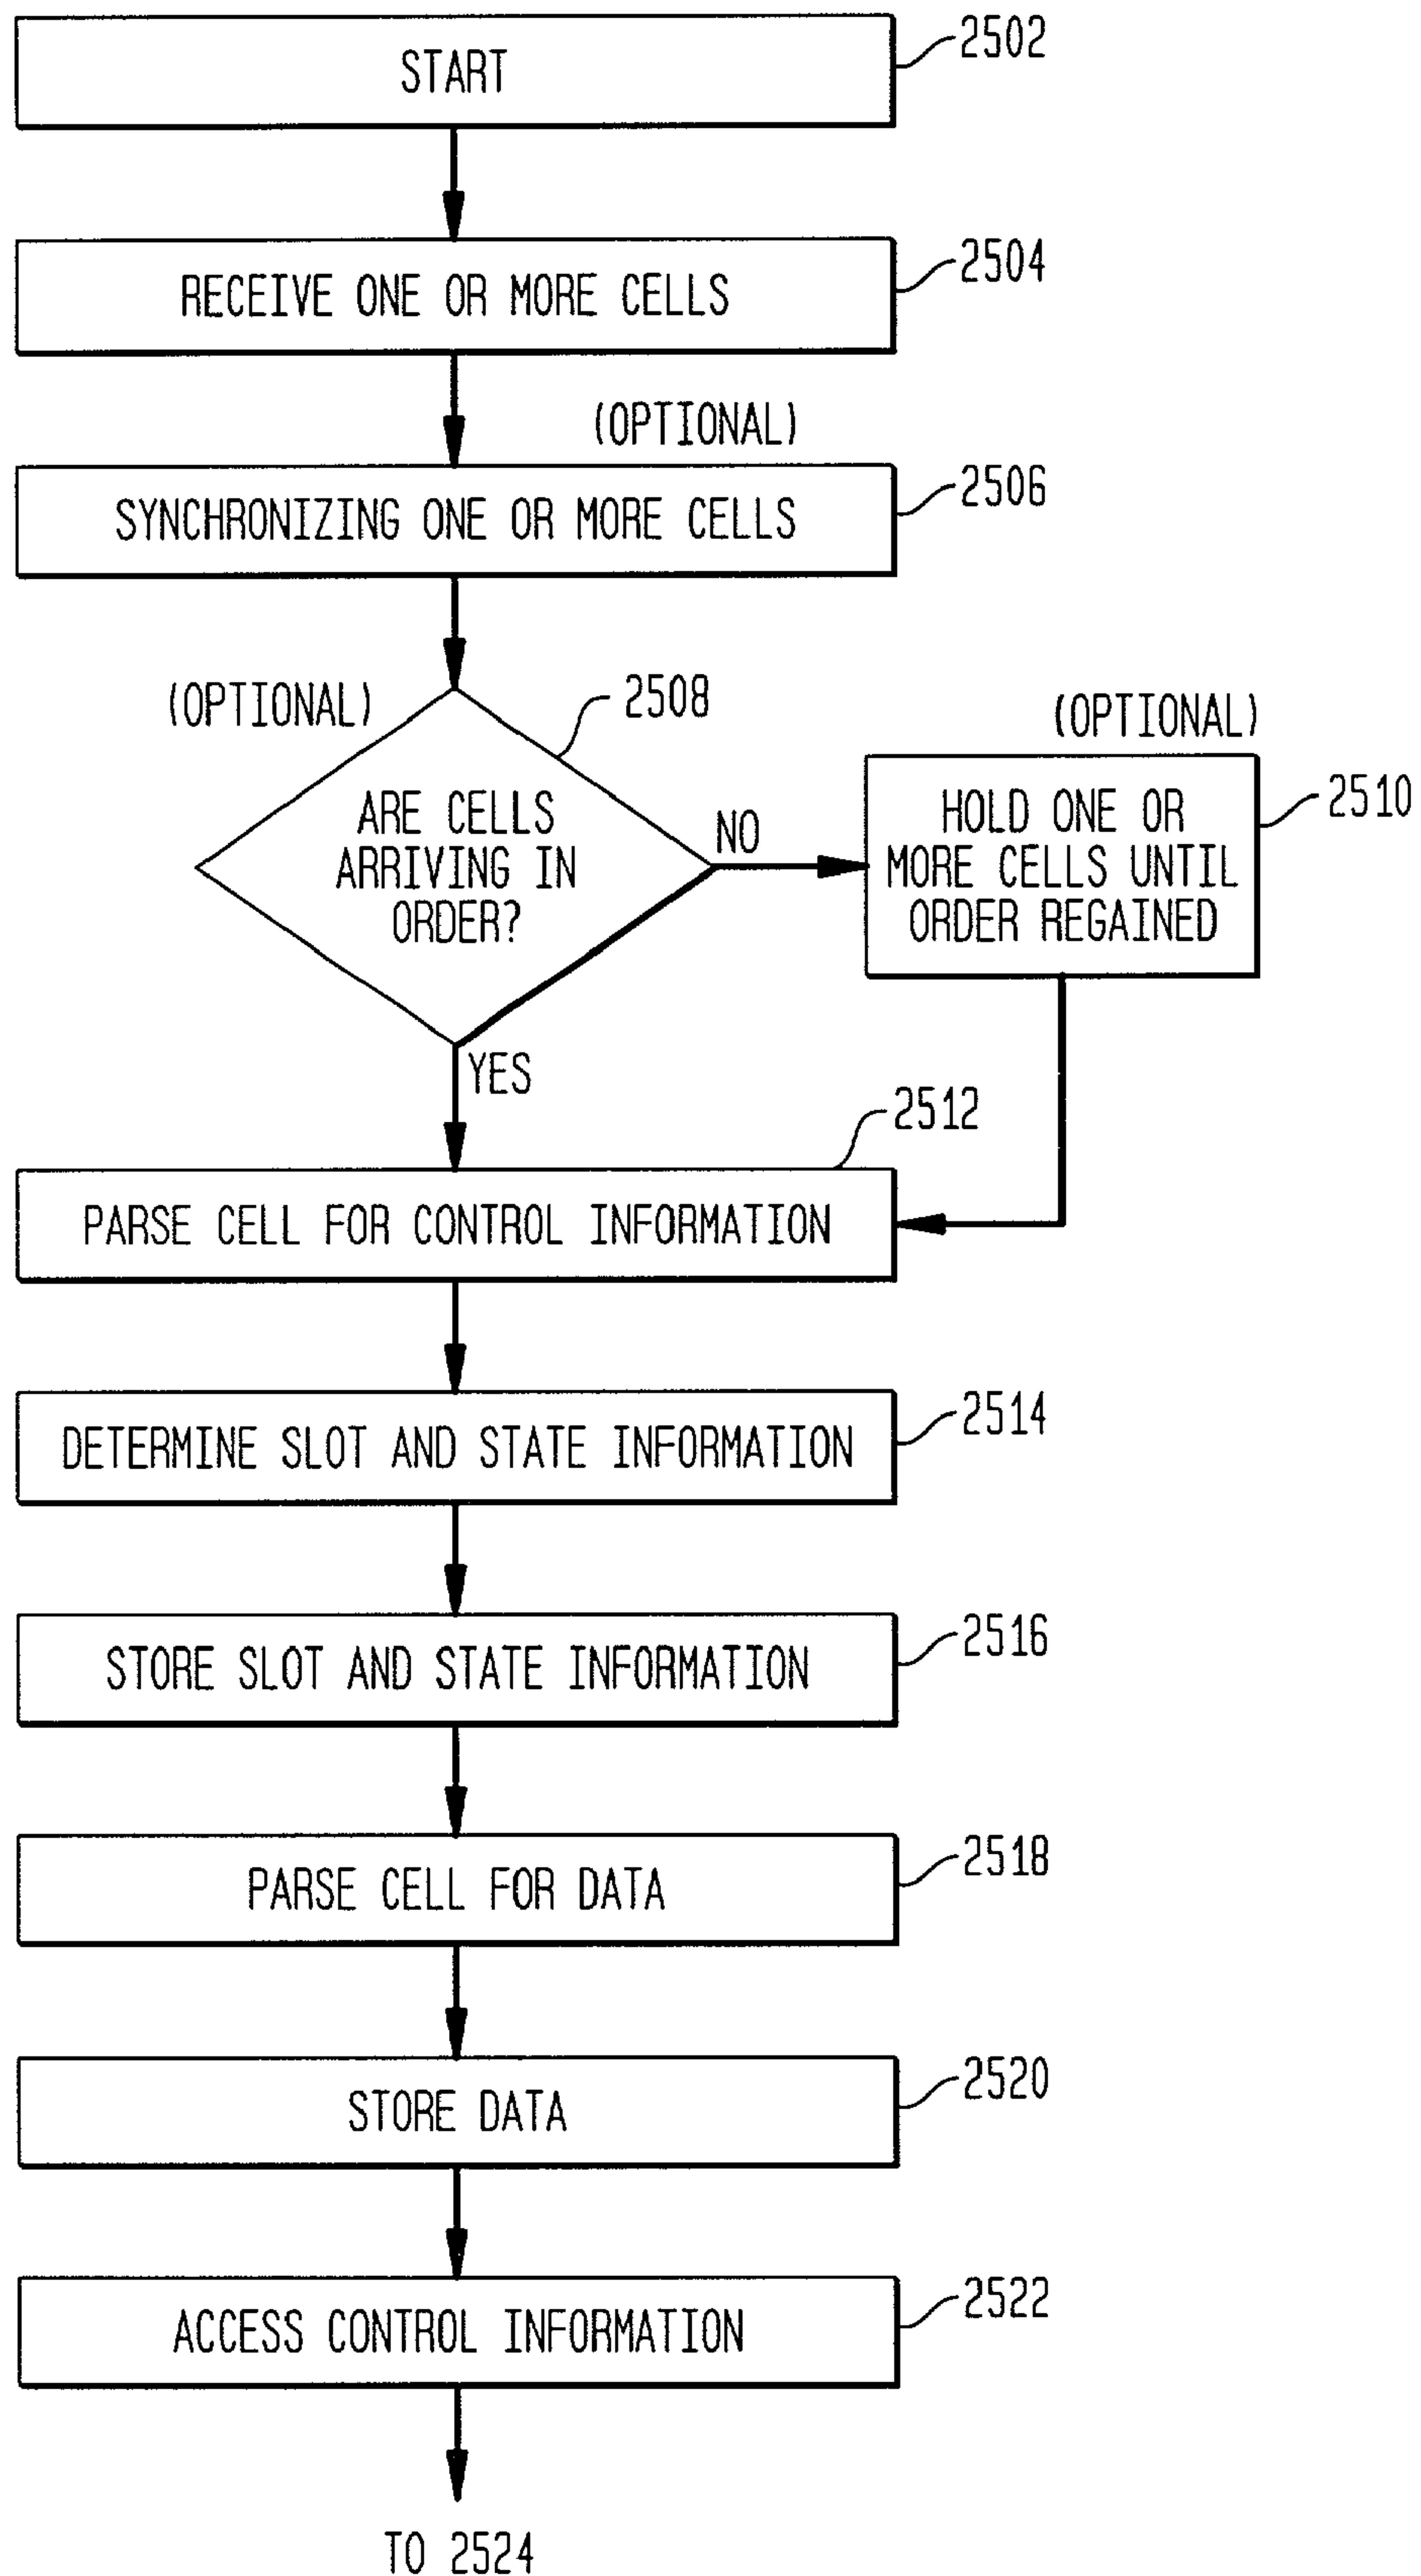 START
2502
RECEIVE ONE OR MORE CELLS
2504
(OPTIONAL)
SYNCHRONIZING ONE OR MORE CELLS
2506
(OPTIONAL)
2508
ARE CELLS
ARRIVING IN
ORDER?
NO
(OPTIONAL)
HOLD ONE OR
MORE CELLS UNTIL
ORDER REGAINED
2510
YES
2512
PARSE CELL FOR CONTROL INFORMATION
DETERMINE SLOT AND STATE INFORMATION
2514
STORE SLOT AND STATE INFORMATION
2516
PARSE CELL FOR DATA
2518
STORE DATA
2520
ACCESS CONTROL INFORMATION
2522
TO 2524